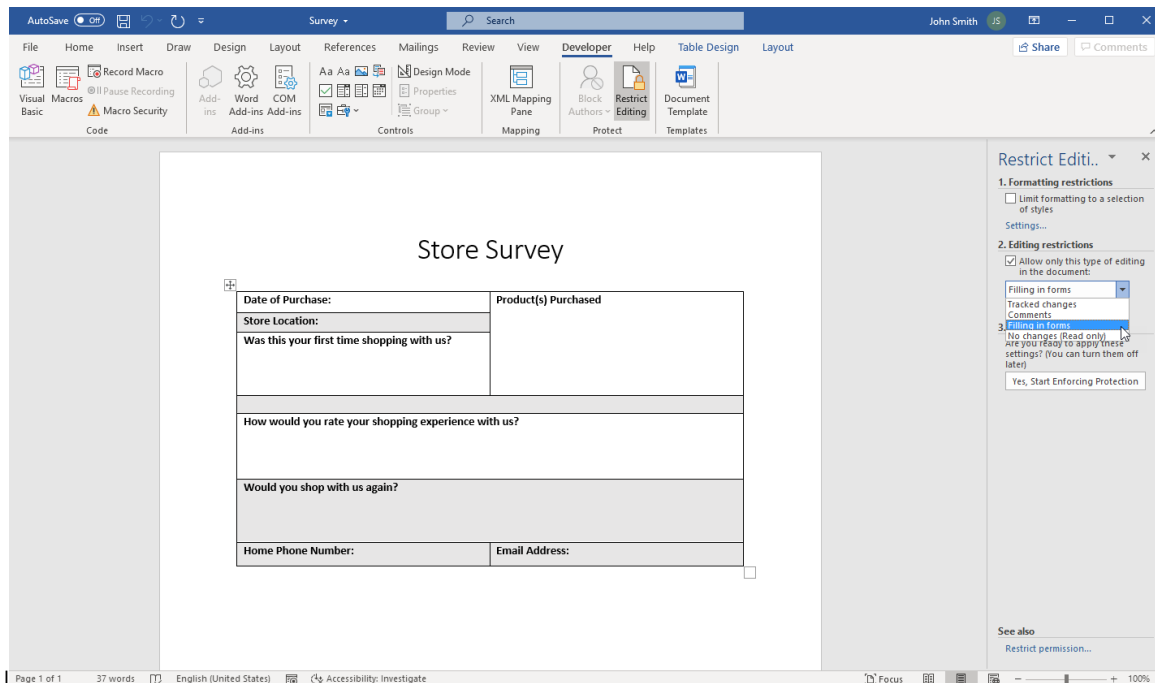 AutoSave Off Survey Search John Smith JS
File Home Insert Draw Design Layout References Mailings Review View Developer Help Table Design Layout Share Comments
Visual Basic
Macros
Record Macro
Pause Recording
Macro Security
Code
Add-ins
Word Add-ins
COM Add-ins
Add-ins
Aa Aa
Design Mode
Properties
Group
Controls
XML Mapping Pane
Mapping
Block Authors
Restrict Editing
Protect
Document Template
Templates
Store Survey
Date of Purchase:
Product(s) Purchased
Store Location:
Was this your first time shopping with us?
How would you rate your shopping experience with us?
Would you shop with us again?
Home Phone Number:
Email Address:
Restrict Editi..
1. Formatting restrictions
Limit formatting to a selection
of styles
Settings...
2. Editing restrictions
Allow only this type of editing
in the document:
Filling in forms
Tracked changes
Comments
3.
Filling in forms
No changes (Read only)
Are you ready to apply these
settings? (You can turn them off
later)
Yes, Start Enforcing Protection
See also
Restrict permission...
Page 1 of 1 37 words English (United States) Accessibility: Investigate Focus 100%